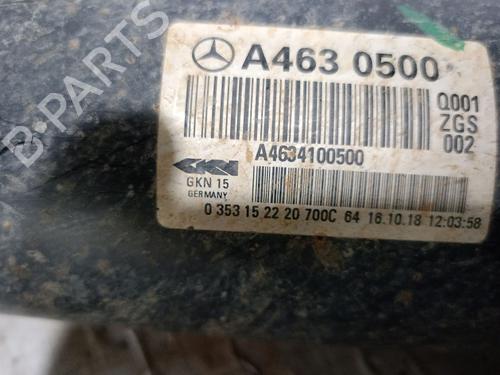 A463 0500
Q001
ZGS
002
A4634100500
GKN
GKN 15
GERMANY
0 353 15 22 20 700C 64 16.10.18 12:03:58
B-PARTS